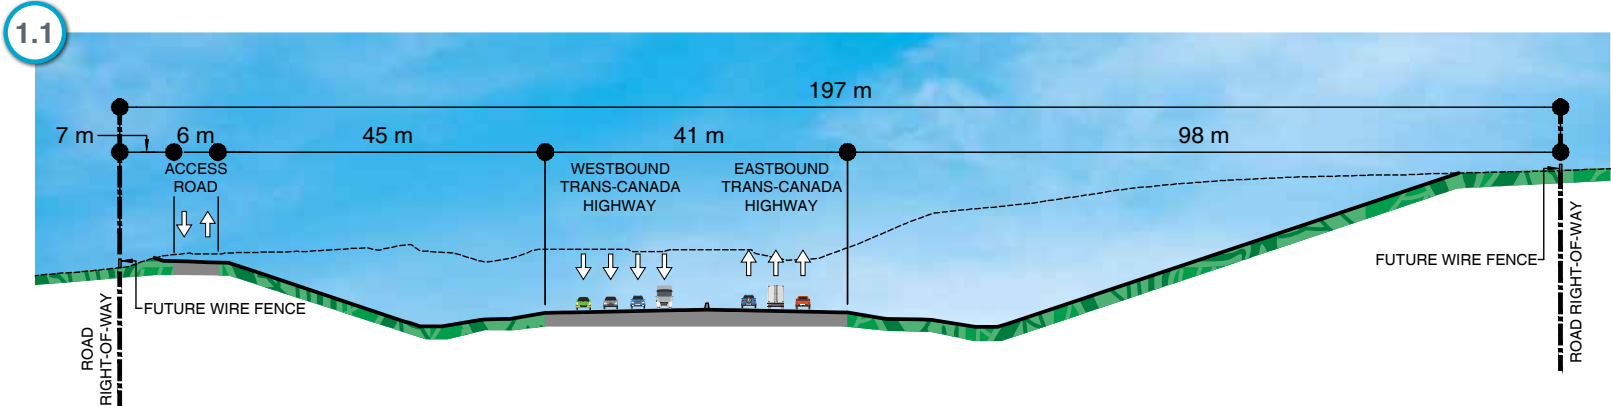 1.1
197 m
7 m
6 m
45 m
41 m
98 m
ACCESS
ROAD
WESTBOUND
TRANS-CANADA
HIGHWAY
EASTBOUND
TRANS-CANADA
HIGHWAY
FUTURE WIRE FENCE
FUTURE WIRE FENCE
ROAD
RIGHT-OF-WAY
ROAD RIGHT-OF-WAY